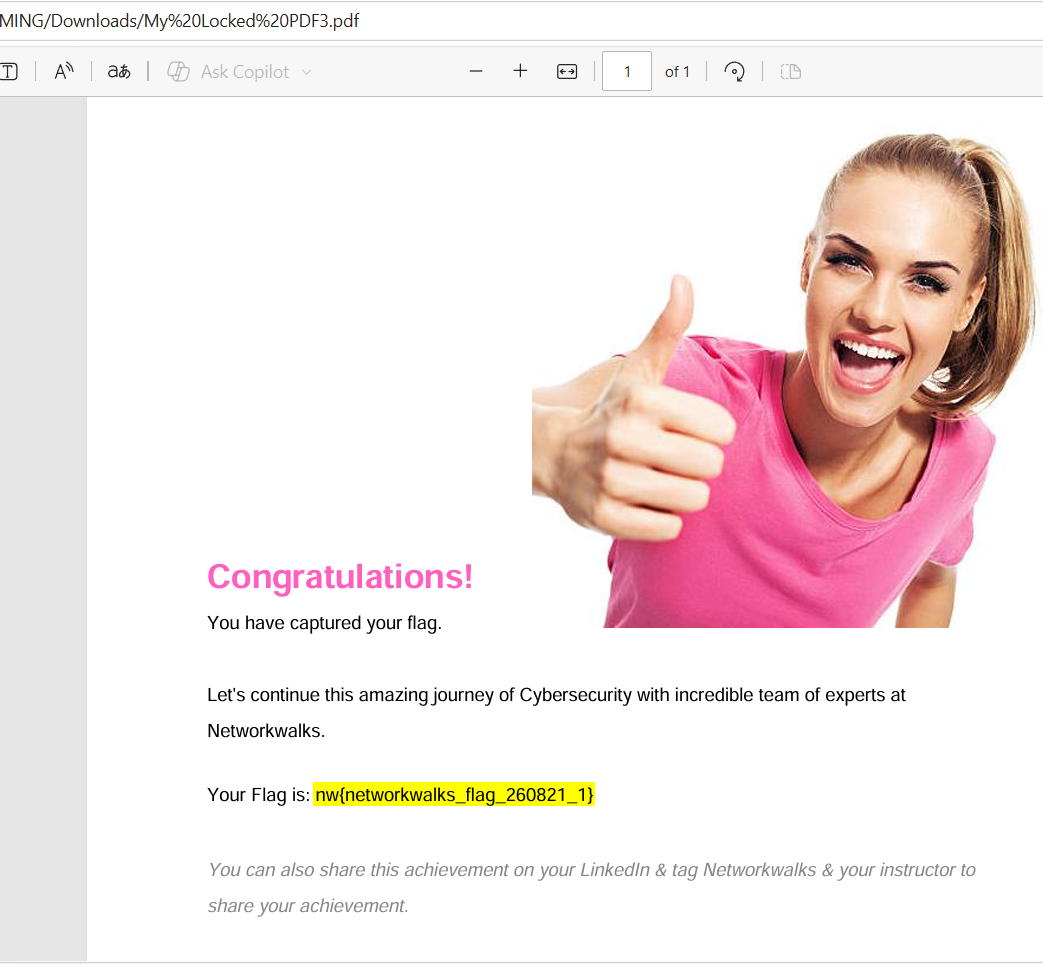 MING/Downloads/My%20Locked%20PDF3.pdf
Ask Copilot
1 of 1
Congratulations!
You have captured your flag.
Let's continue this amazing journey of Cybersecurity with incredible team of experts at
Networkwalks.
Your Flag is: nw{networkwalks_flag_260821_1}
You can also share this achievement on your LinkedIn & tag Networkwalks & your instructor to
share your achievement.